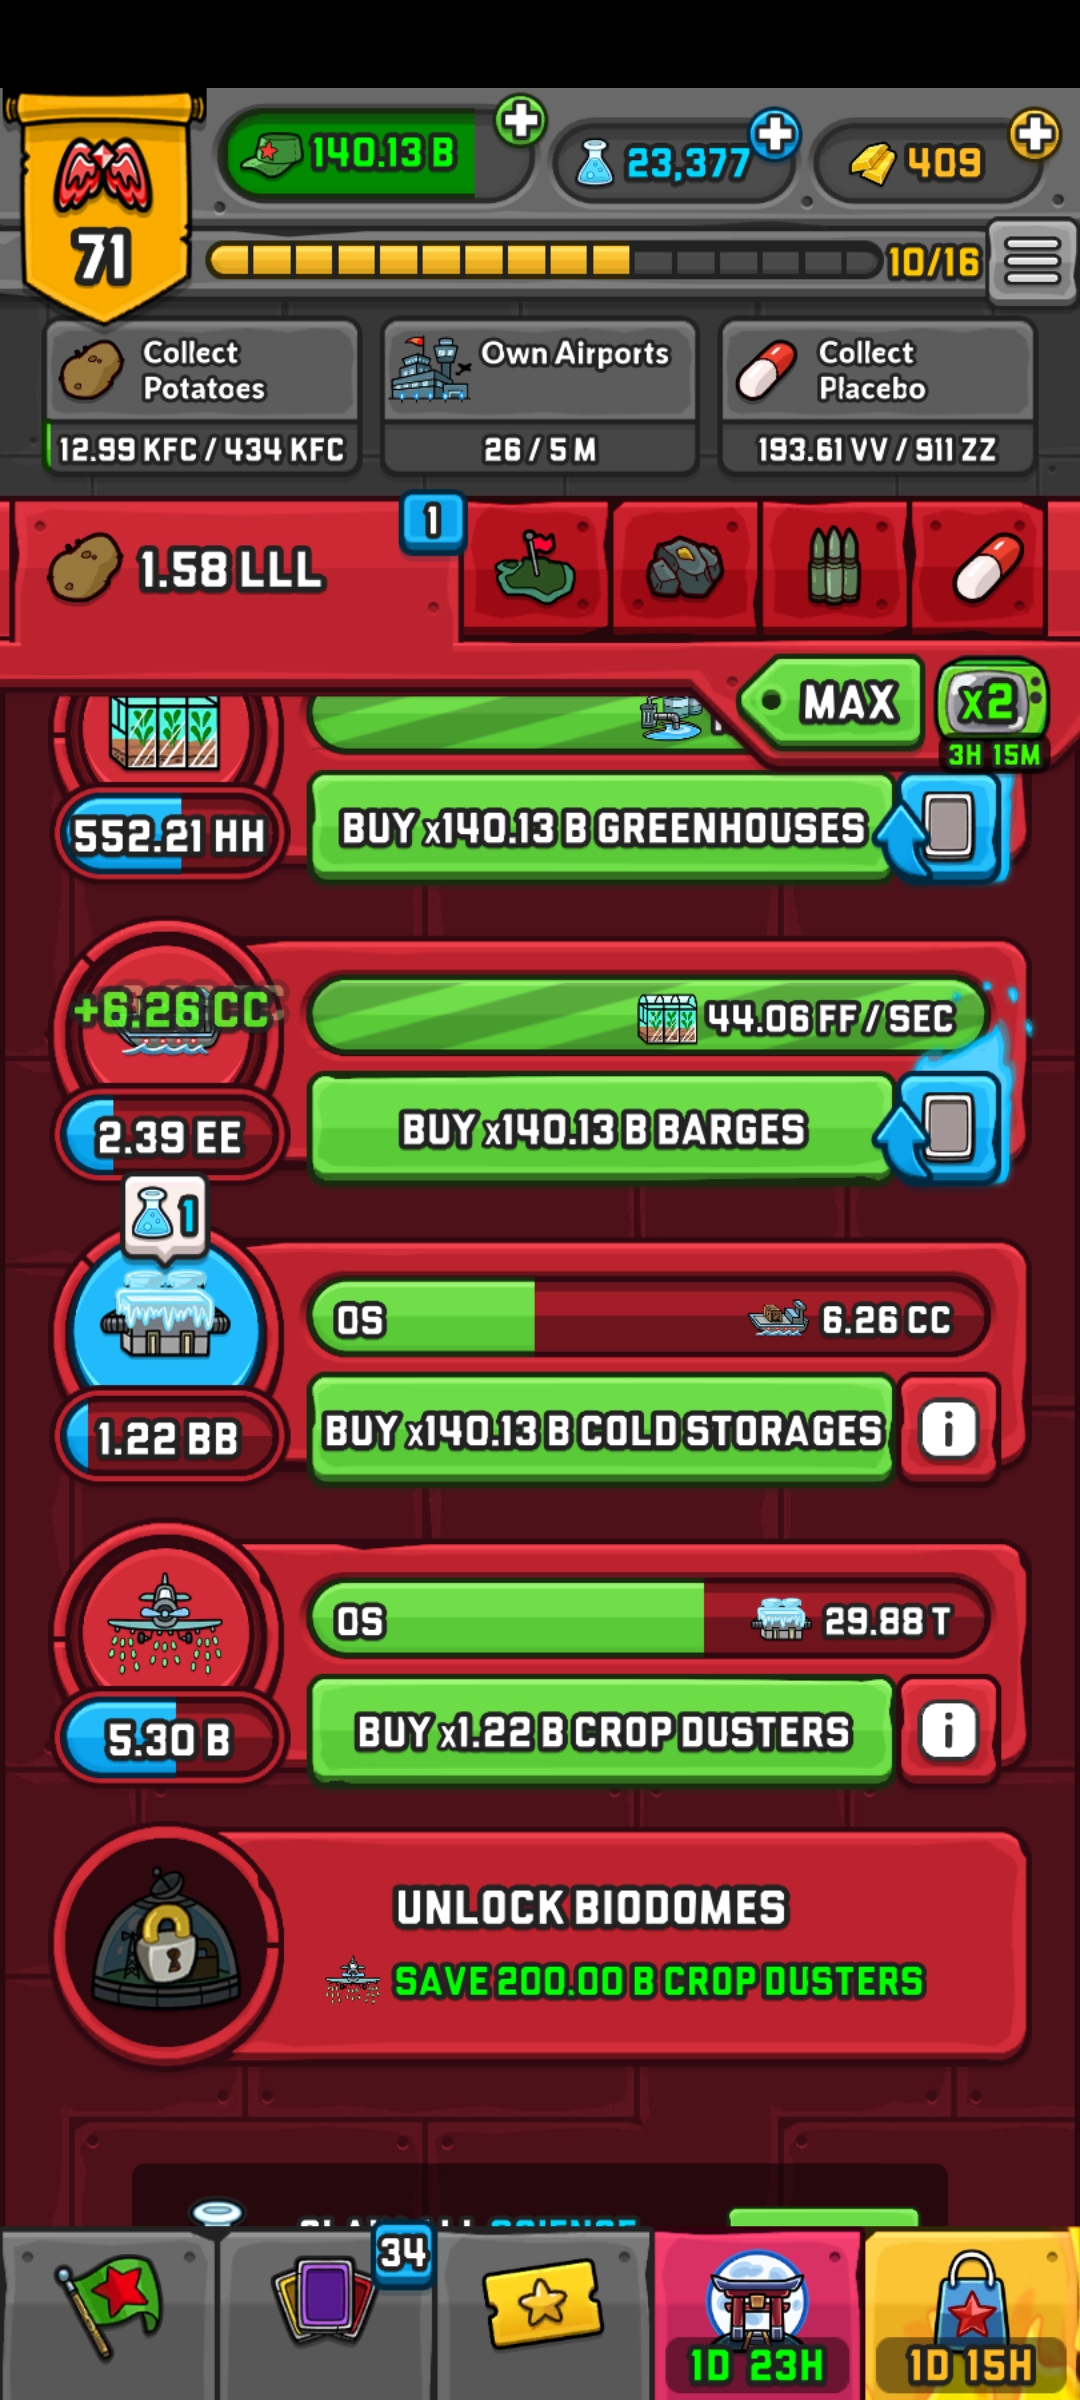 140.13 B
23,377
409
71
10/16
Collect
Potatoes
12.99 KFC / 434 KFC
Own Airports
26 / 5 M
Collect
Placebo
193.61 VV / 911 ZZ
1.58 LLL
1
MAX
x2
3H 15M
552.21 HH
BUY x140.13 B GREENHOUSES
+6.26 CC
44.06 FF / SEC
2.39 EE
BUY x140.13 B BARGES
1
0S
6.26 CC
1.22 BB
BUY x140.13 B COLD STORAGES
i
0S
29.88 T
5.30 B
BUY x1.22 B CROP DUSTERS
i
UNLOCK BIODOMES
SAVE 200.00 B CROP DUSTERS
34
1D 23H
1D 15H